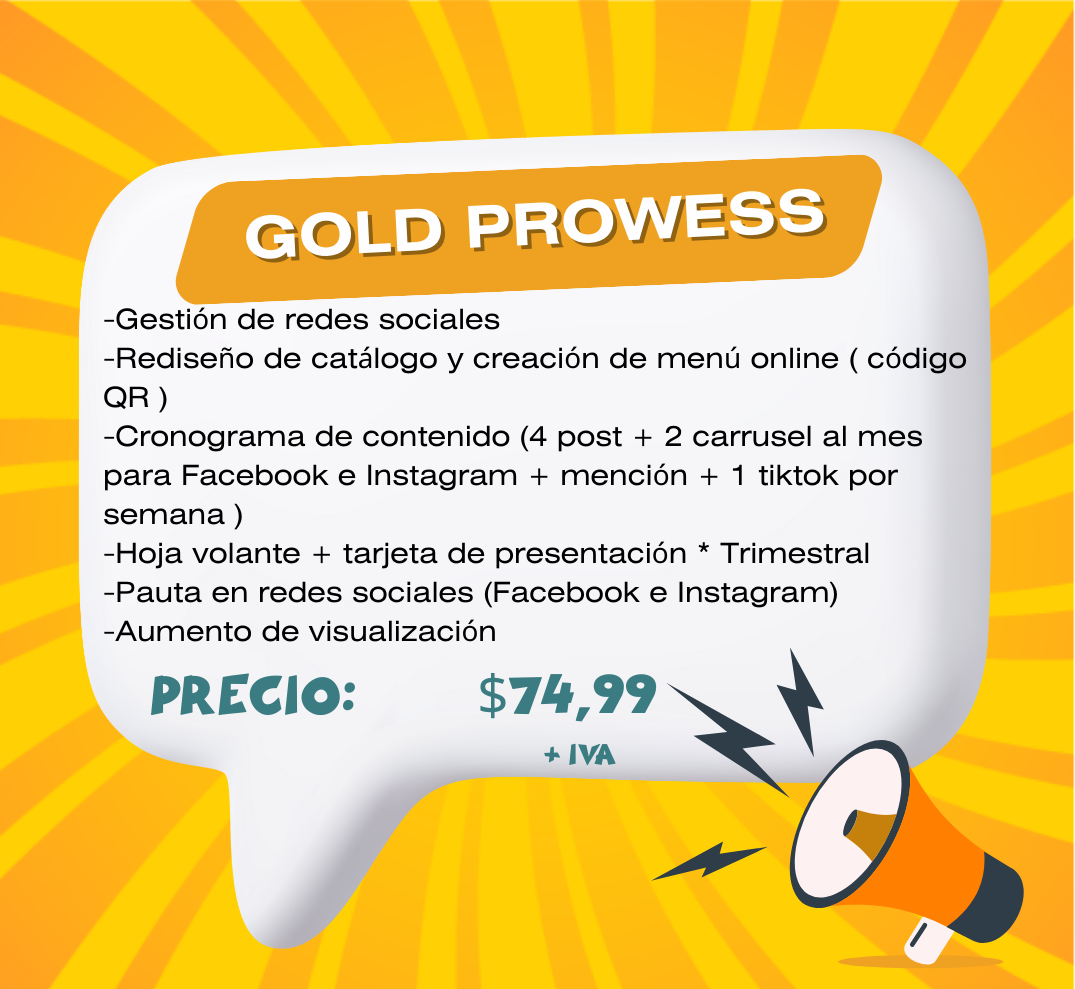 GOLD PROWESS
-Gestión de redes sociales
-Rediseño de catálogo y creación de menú online ( código
QR )
-Cronograma de contenido (4 post + 2 carrusel al mes
para Facebook e Instagram + mención + 1 tiktok por
semana )
-Hoja volante + tarjeta de presentación * Trimestral
-Pauta en redes sociales (Facebook e Instagram)
-Aumento de visualización
PRECIO: $74,99
+ IVA